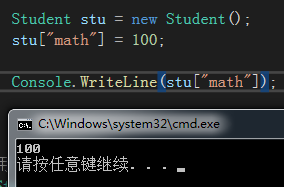 Student stu = new Student();
stu["math"] = 100;
Console.WriteLine(stu["math"]);
C:\Windows\system32\cmd.exe
100
请按任意键继续. . .